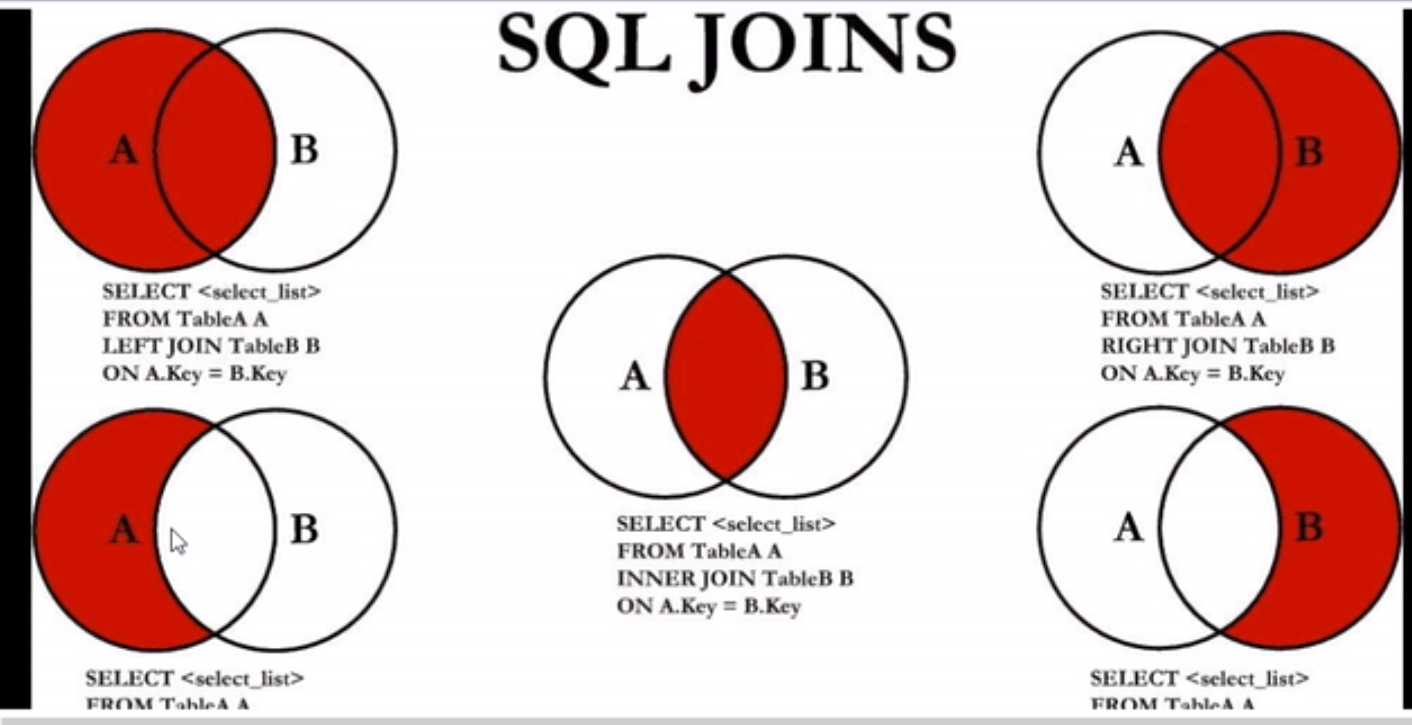 SQL JOINS
A B
SELECT <select_list>
FROM TableA A
LEFT JOIN TableB B
ON A.Key = B.Key
A B
SELECT <select_list>
FROM TableA A
RIGHT JOIN TableB B
ON A.Key = B.Key
A B
SELECT <select_list>
FROM TableA A
INNER JOIN TableB B
ON A.Key = B.Key
A B
SELECT <select_list>
FROM TableA A
A B
SELECT <select_list>
FROM TableA A